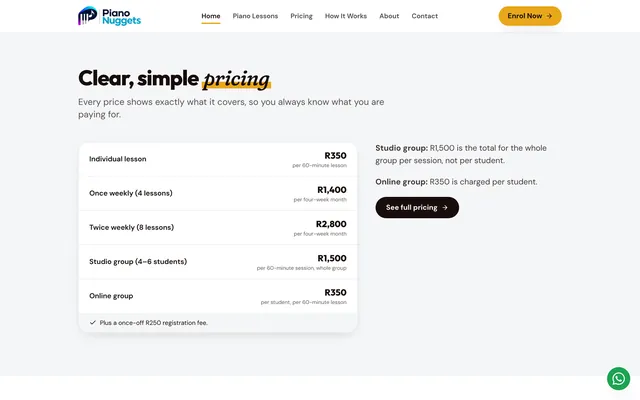 Piano
Nuggets
Home
Piano Lessons
Pricing
How It Works
About
Contact
Enrol Now →
Clear, simple pricing
Every price shows exactly what it covers, so you always know what you are
paying for.
Individual lesson
R350
per 60-minute lesson
Once weekly (4 lessons)
R1,400
per four-week month
Twice weekly (8 lessons)
R2,800
per four-week month
Studio group (4–6 students)
R1,500
per 60-minute session, whole group
Online group
R350
per student, per 60-minute lesson
✓ Plus a once-off R250 registration fee.
Studio group: R1,500 is the total for the whole
group per session, not per student.
Online group: R350 is charged per student.
See full pricing →